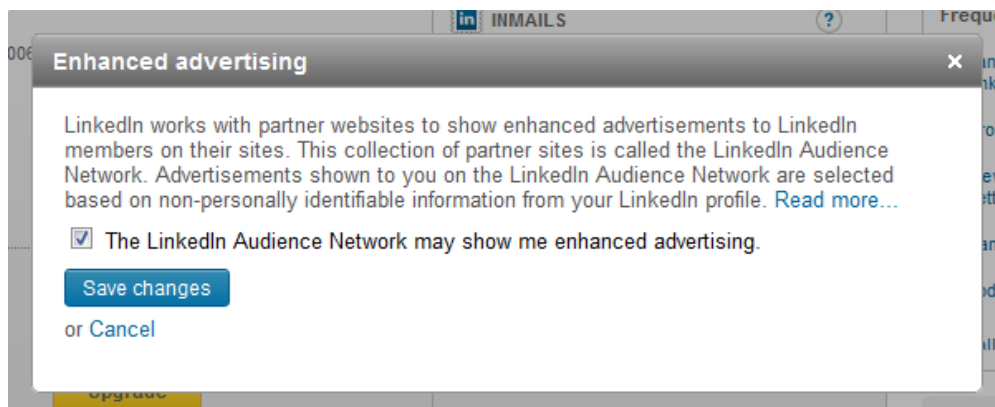 in INMAILS ?
Enhanced advertising
LinkedIn works with partner websites to show enhanced advertisements to LinkedIn
members on their sites. This collection of partner sites is called the LinkedIn Audience
Network. Advertisements shown to you on the LinkedIn Audience Network are selected
based on non-personally identifiable information from your LinkedIn profile. Read more...
The LinkedIn Audience Network may show me enhanced advertising.
Save changes
or Cancel
Upgrade